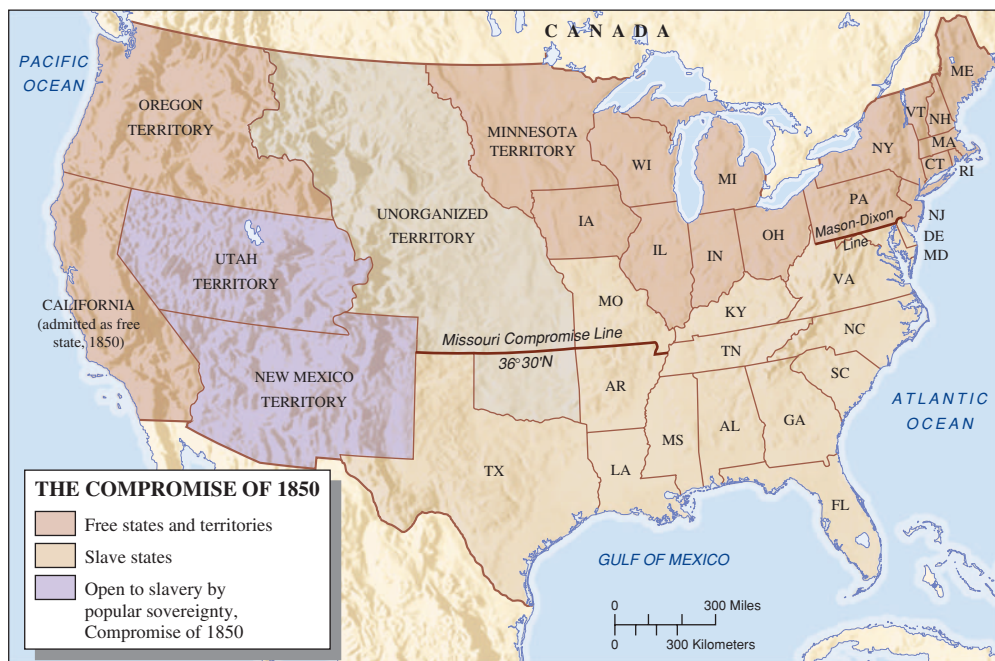 CANADA
PACIFIC
OCEAN
OREGON
TERRITORY
MINNESOTA
TERRITORY
ME
VT
NH
MA
NY
CT
RI
WI
MI
PA
IA
UNORGANIZED
TERRITORY
Mason-Dixon
Line
NJ
DE
MD
IL
IN
OH
UTAH
TERRITORY
VA
MO
KY
CALIFORNIA
(admitted as free
state, 1850)
Missouri Compromise Line
36°30'N
NC
TN
NEW MEXICO
TERRITORY
AR
SC
ATLANTIC
OCEAN
MS
AL
GA
TX
LA
FL
GULF OF MEXICO
THE COMPROMISE OF 1850
Free states and territories
Slave states
Open to slavery by
popular sovereignty,
Compromise of 1850
0 300 Miles
0 300 Kilometers